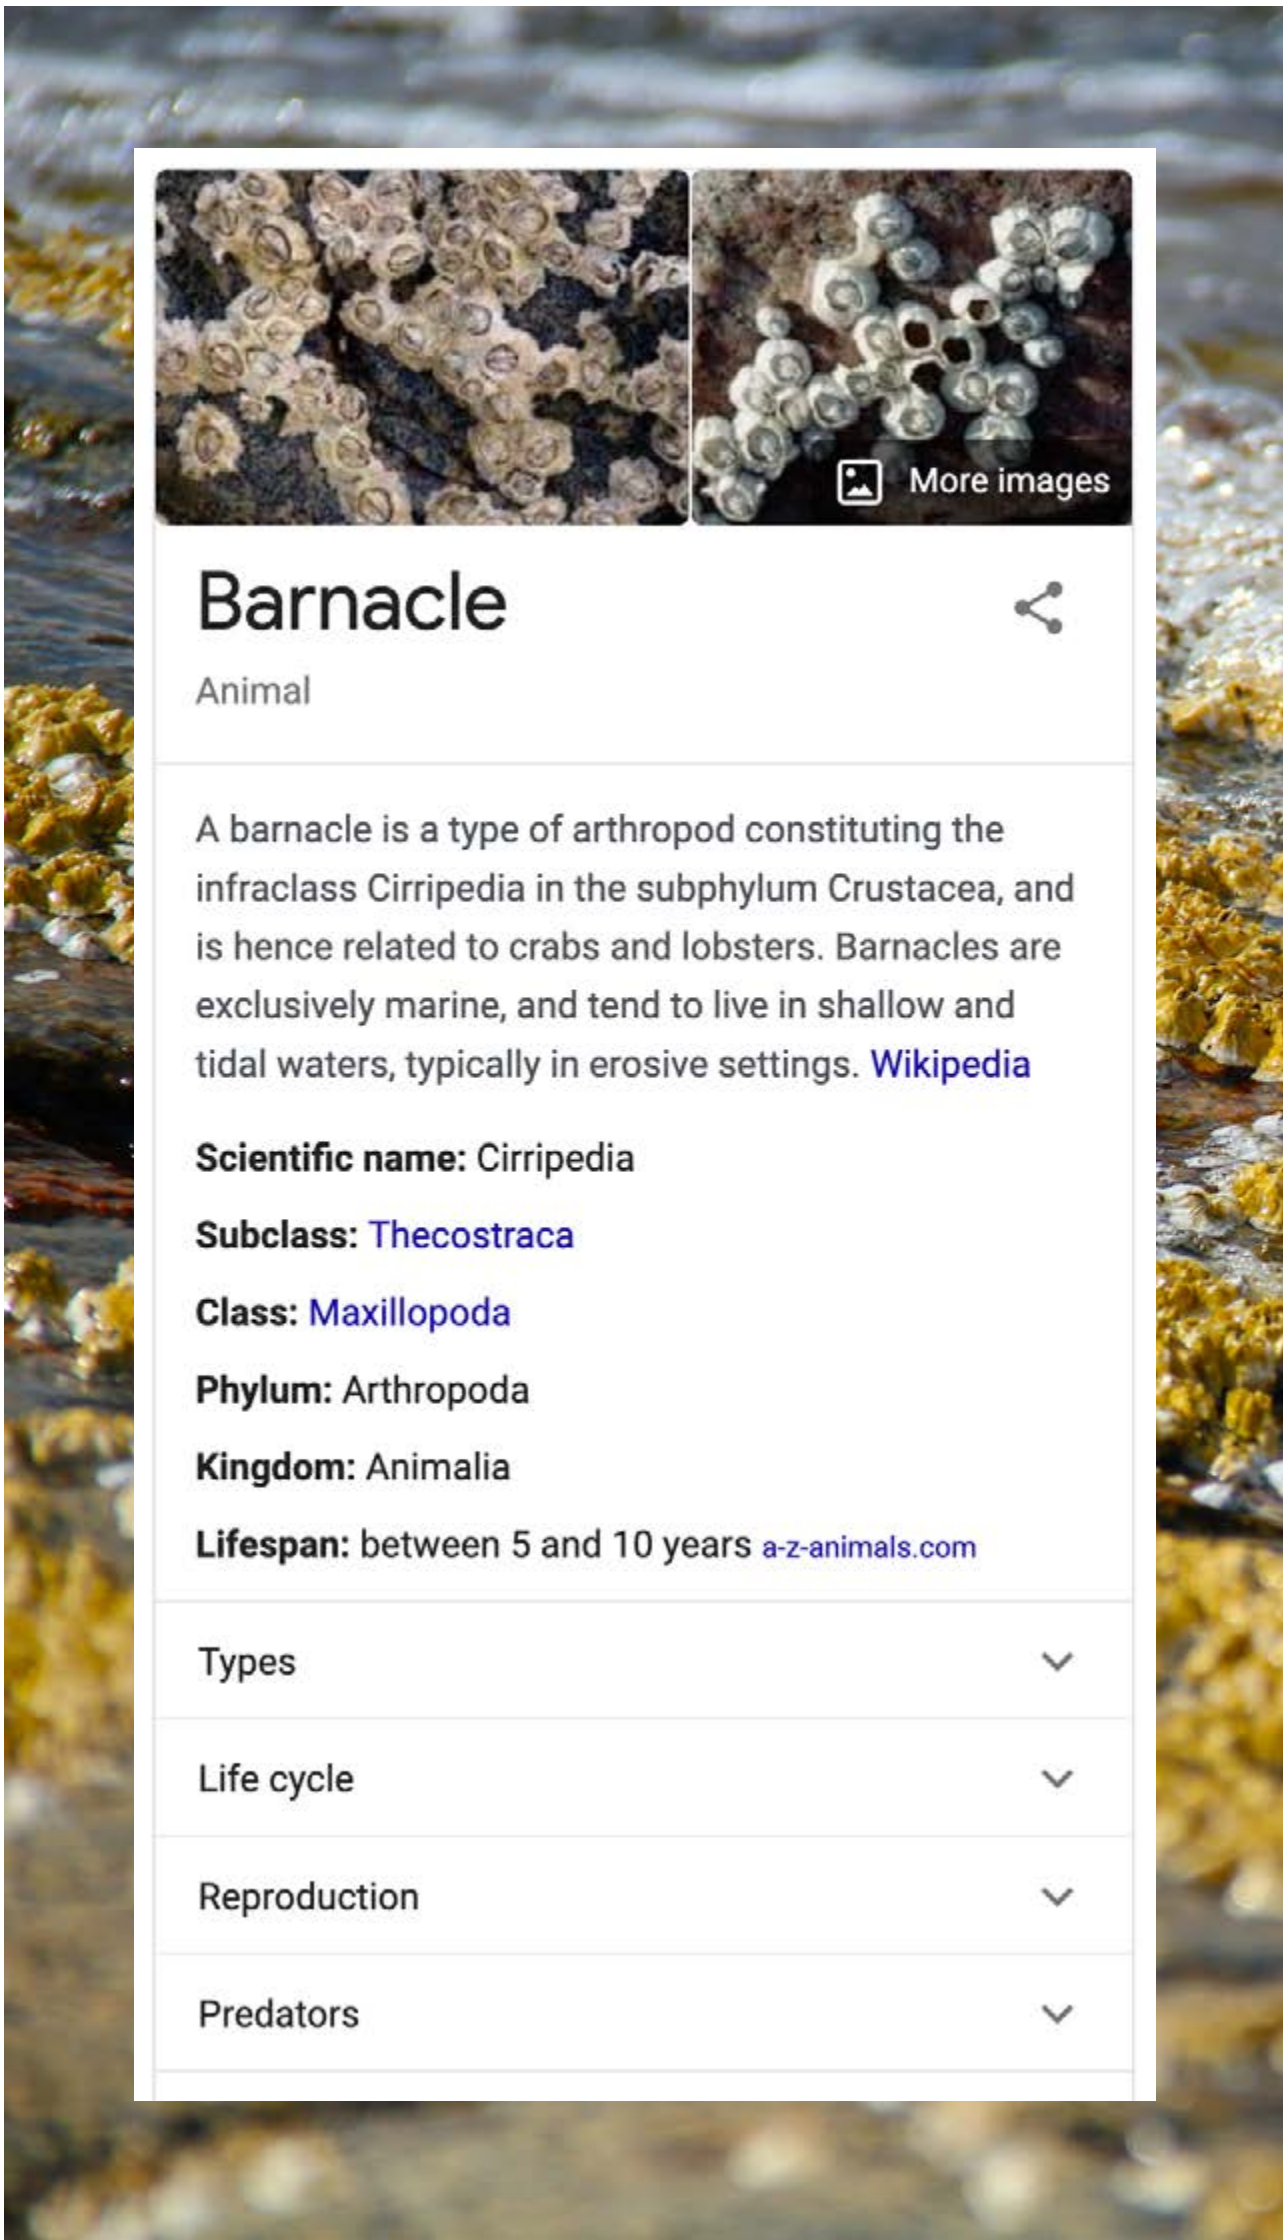 More images
Barnacle
Animal
A barnacle is a type of arthropod constituting the
infraclass Cirripedia in the subphylum Crustacea, and
is hence related to crabs and lobsters. Barnacles are
exclusively marine, and tend to live in shallow and
tidal waters, typically in erosive settings. Wikipedia
Scientific name: Cirripedia
Subclass: Thecostraca
Class: Maxillopoda
Phylum: Arthropoda
Kingdom: Animalia
Lifespan: between 5 and 10 years a-z-animals.com
Types
Life cycle
Reproduction
Predators